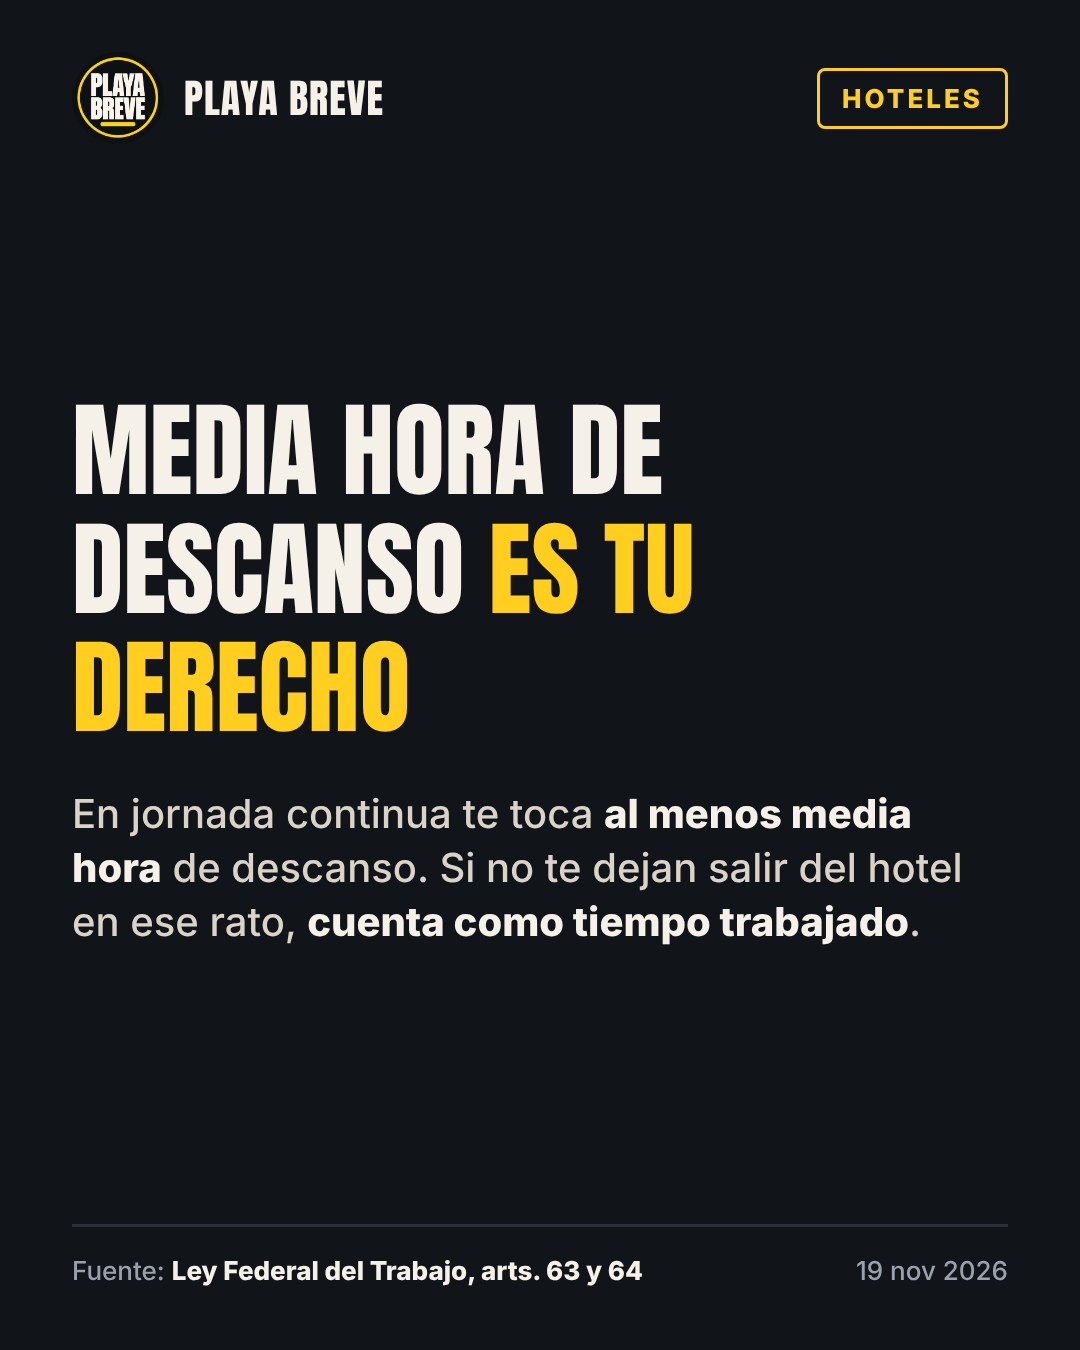 PLAYA
BREVE
PLAYA BREVE
HOTELES
MEDIA HORA DE
DESCANSO ES TU
DERECHO
En jornada continua te toca al menos media
hora de descanso. Si no te dejan salir del hotel
en ese rato, cuenta como tiempo trabajado.
Fuente: Ley Federal del Trabajo, arts. 63 y 64
19 nov 2026